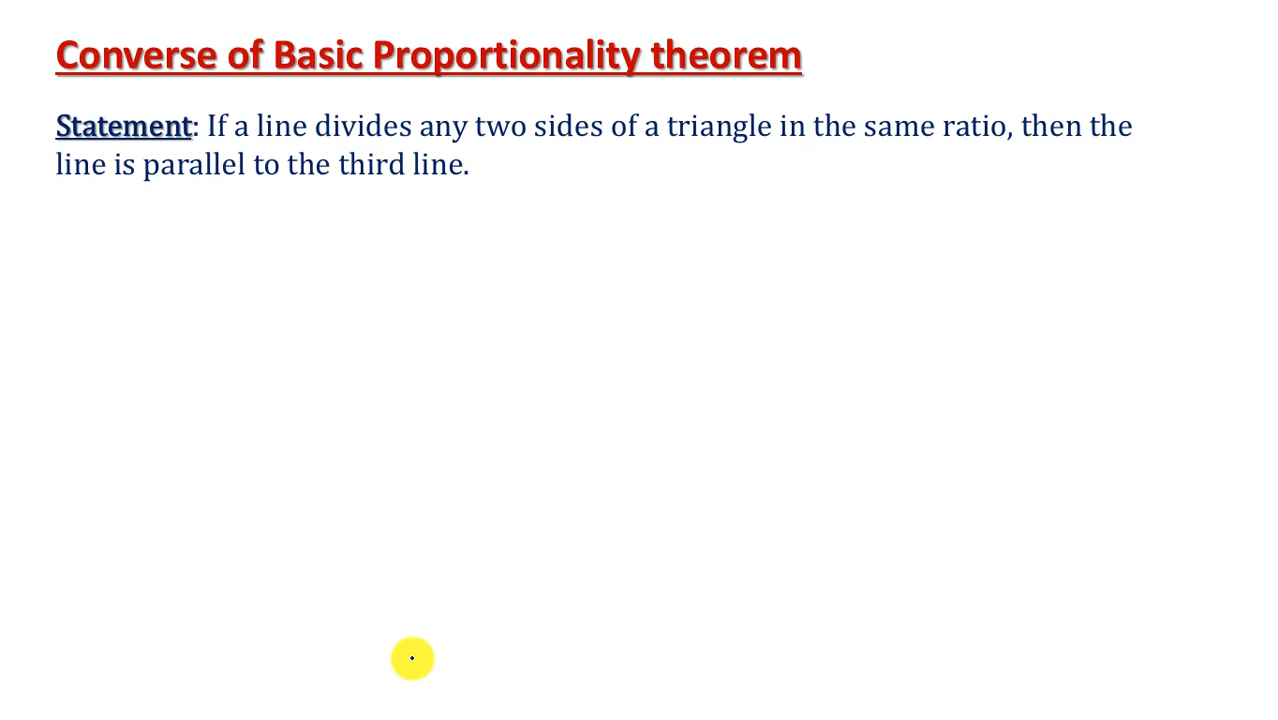 Converse of Basic Proportionality theorem
Statement: If a line divides any two sides of a triangle in the same ratio, then the
line is parallel to the third line.